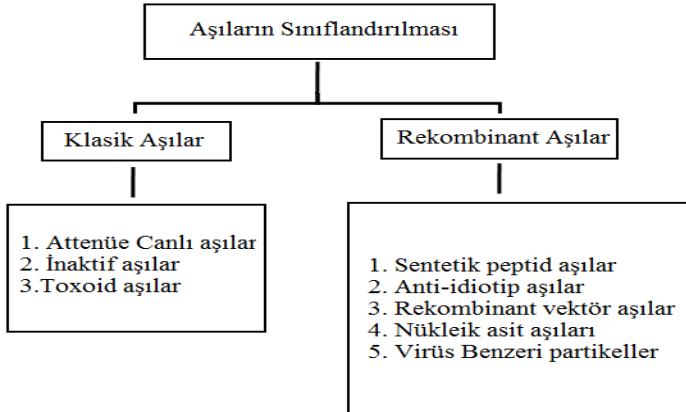 Aşıların Sınıflandırılması
Klasik Aşılar
Rekombinant Aşılar
1. Attenüe Canlı aşılar
2. İnaktif aşılar
3.Toxoid aşılar
1. Sentetik peptid aşılar
2. Anti-idiotip aşılar
3. Rekombinant vektör aşılar
4. Nükleik asit aşıları
5. Virüs Benzeri partikeller